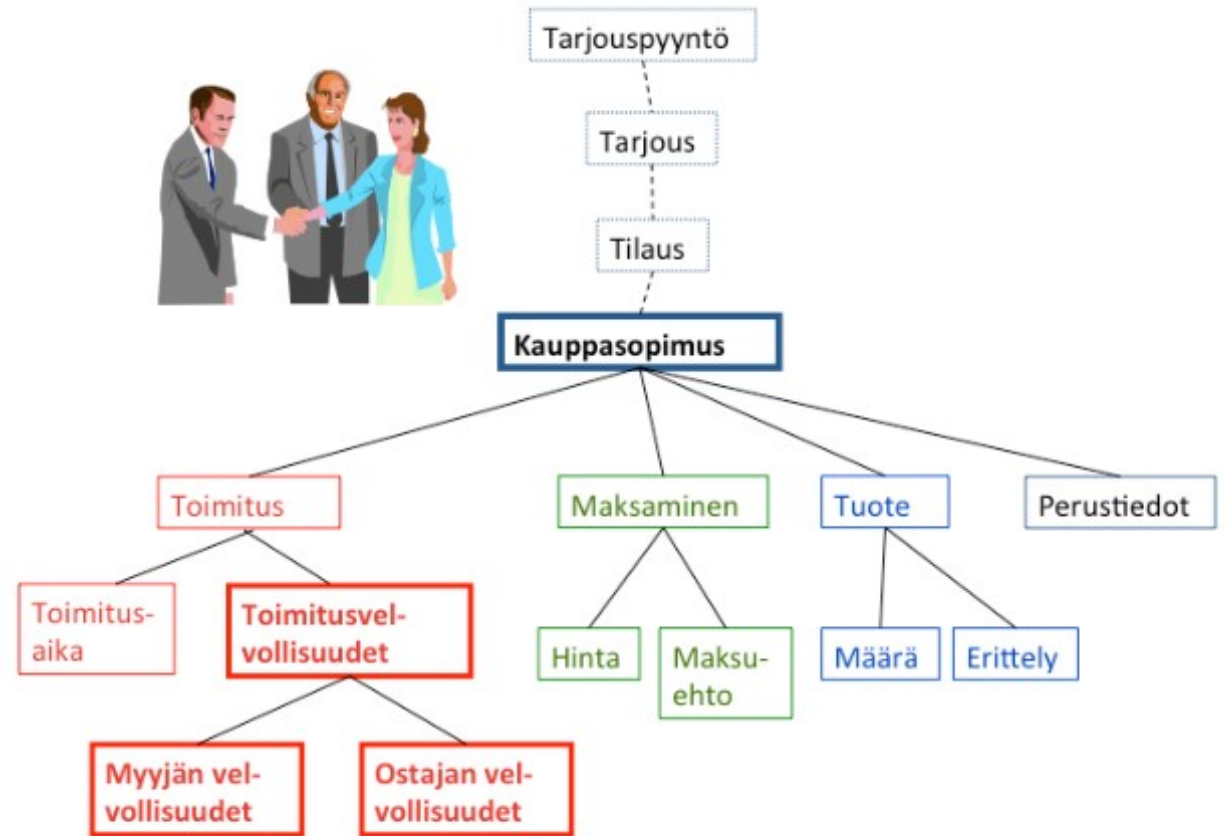 Tarjouspyyntö
Tarjous
Tilaus
Kauppasopimus
Toimitus
Maksaminen
Tuote
Perustiedot
Toimitus-
aika
Toimitusvel-
vollisuudet
Hinta
Maksu-
ehto
Määrä
Erittely
Myyjän vel-
vollisuudet
Ostajan vel-
vollisuudet